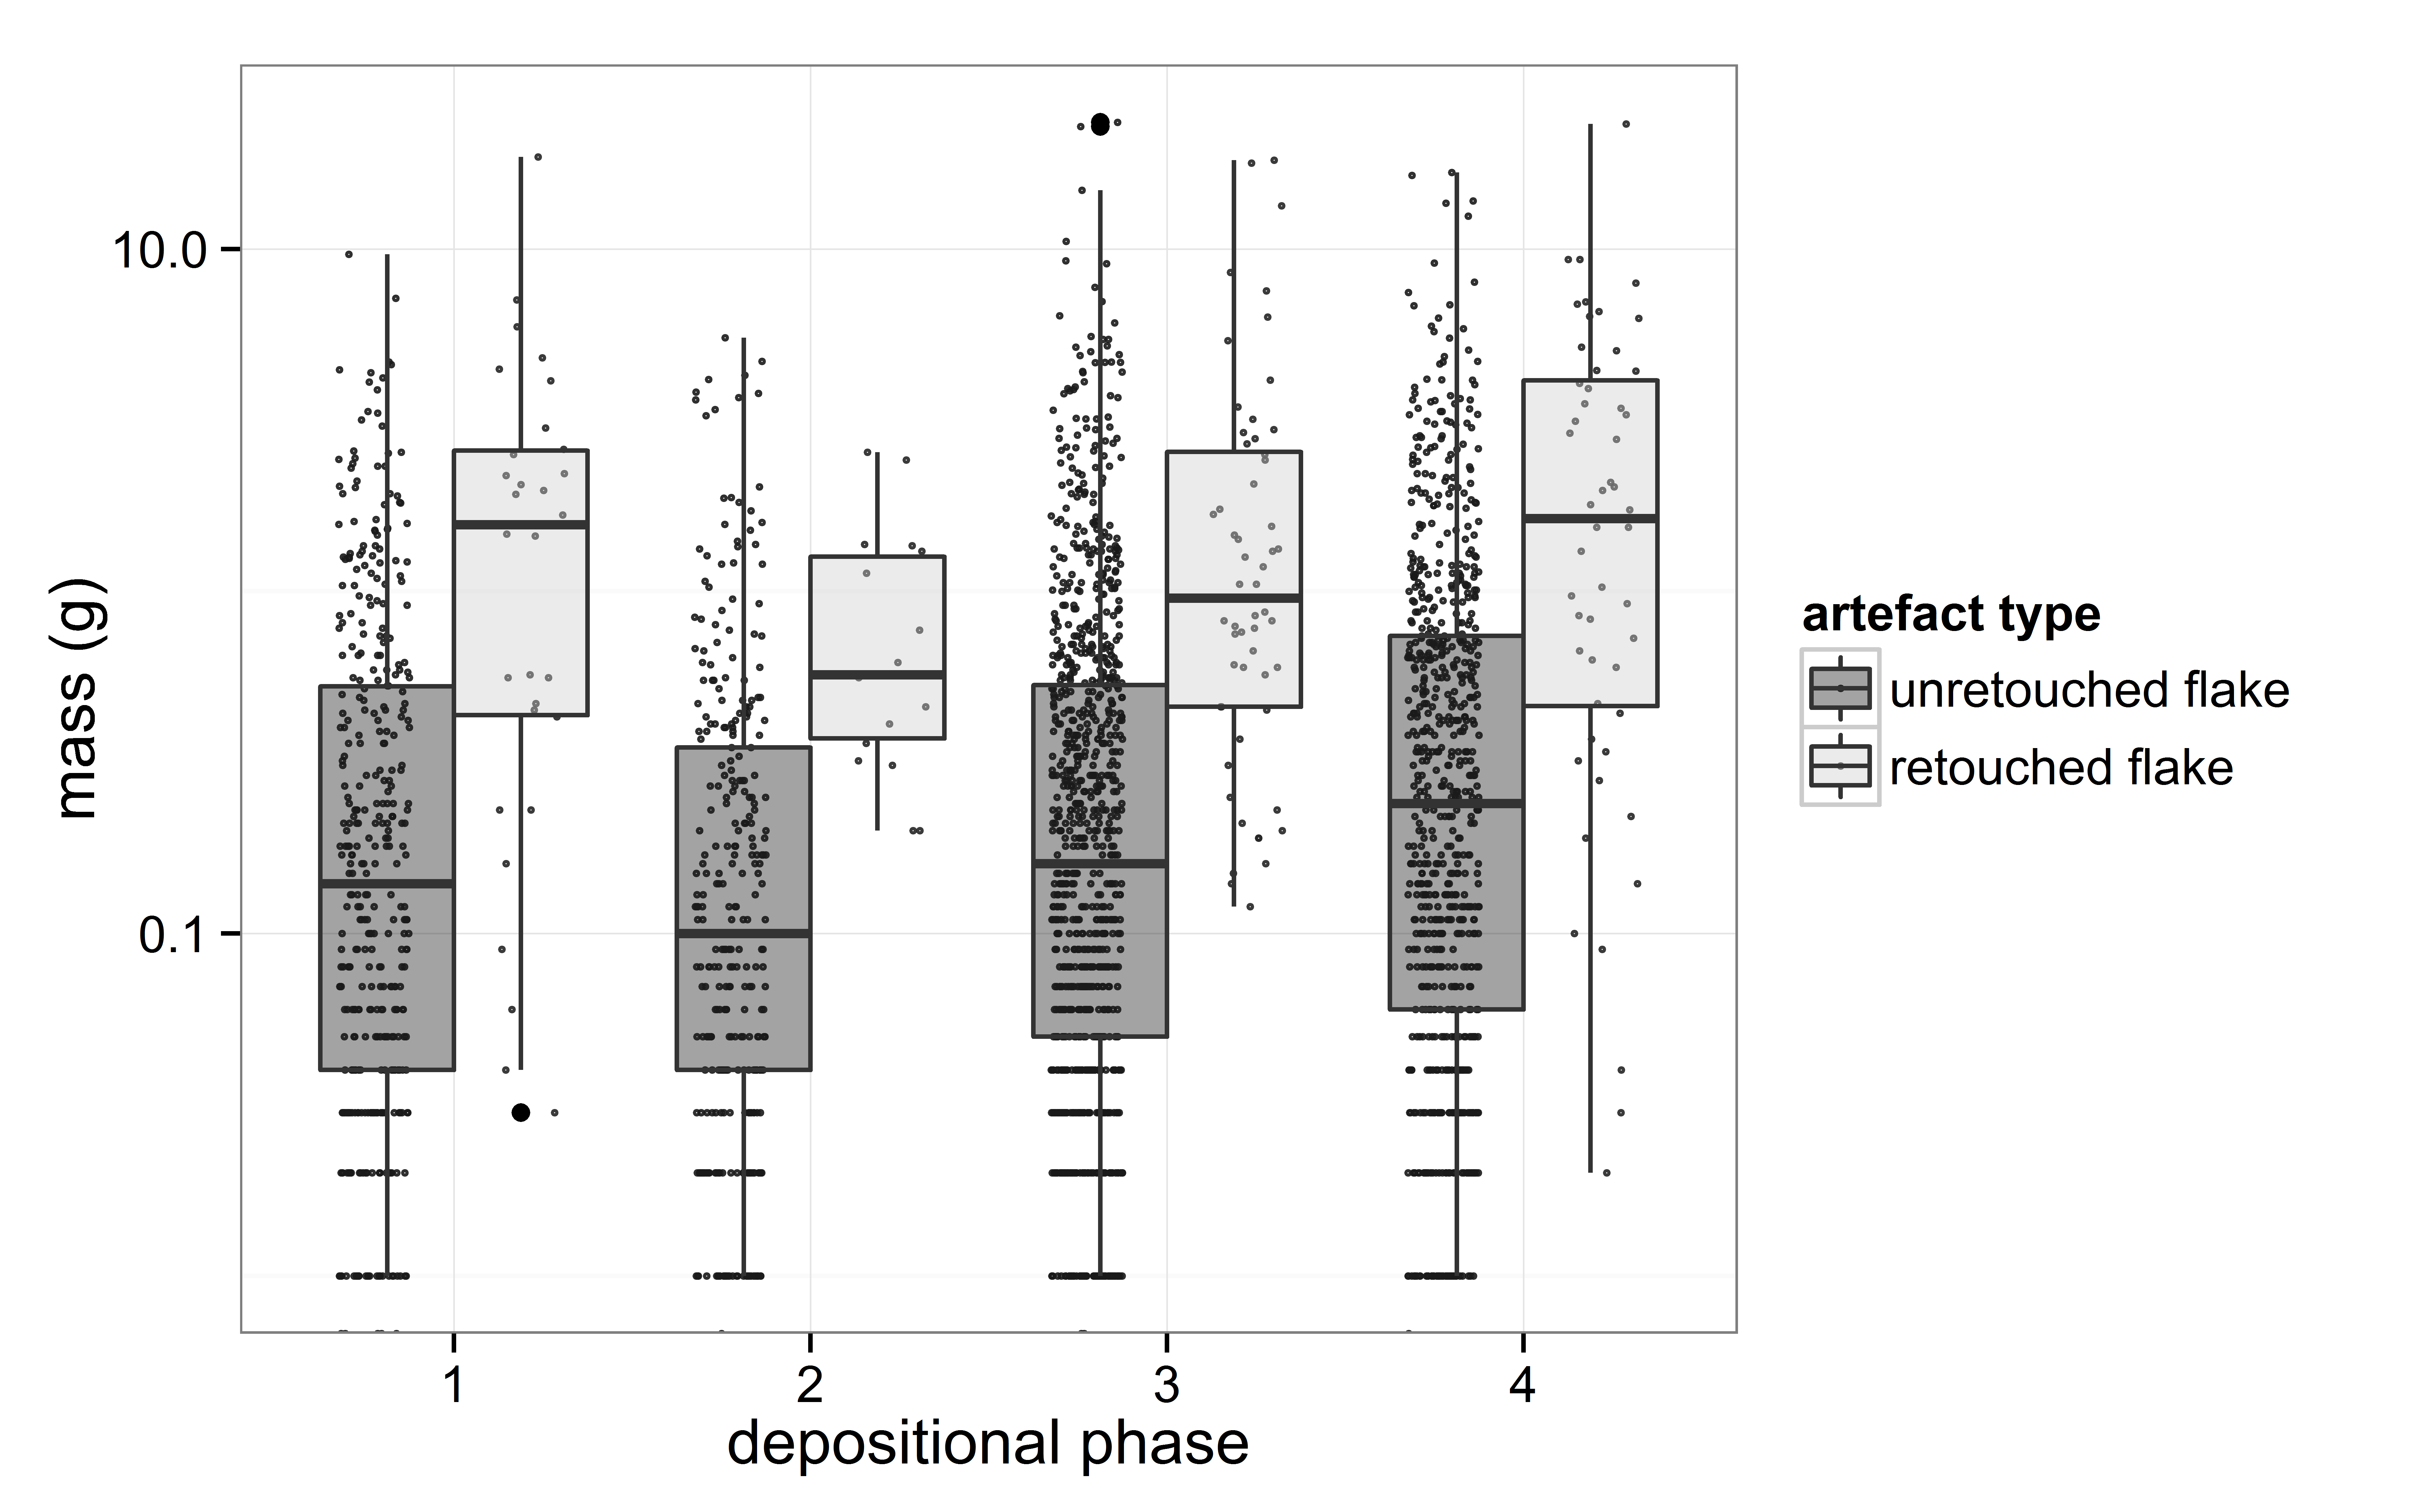 10.0
0.1
mass (g)
1 2 3 4
depositional phase
artefact type
unretouched flake
retouched flake